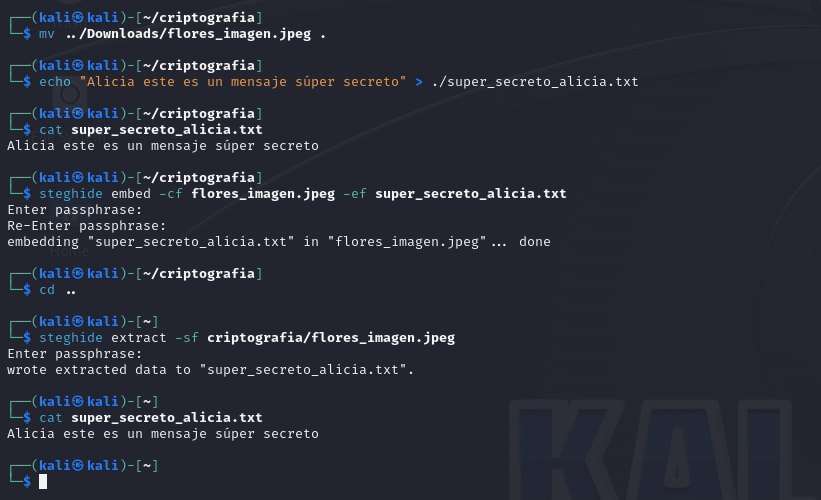 ┌──(kali㉿kali)-[~/criptografia]
└─$ mv ../Downloads/flores_imagen.jpeg .
┌──(kali㉿kali)-[~/criptografia]
└─$ echo "Alicia este es un mensaje súper secreto" > ./super_secreto_alicia.txt
┌──(kali㉿kali)-[~/criptografia]
└─$ cat super_secreto_alicia.txt
Alicia este es un mensaje súper secreto
┌──(kali㉿kali)-[~/criptografia]
└─$ steghide embed -cf flores_imagen.jpeg -ef super_secreto_alicia.txt
Enter passphrase:
Re-Enter passphrase:
embedding "super_secreto_alicia.txt" in "flores_imagen.jpeg"... done
┌──(kali㉿kali)-[~/criptografia]
└─$ cd ..
┌──(kali㉿kali)-[~]
└─$ steghide extract -sf criptografia/flores_imagen.jpeg
Enter passphrase:
wrote extracted data to "super_secreto_alicia.txt".
┌──(kali㉿kali)-[~]
└─$ cat super_secreto_alicia.txt
Alicia este es un mensaje súper secreto
┌──(kali㉿kali)-[~]
└─$
Home
KAL